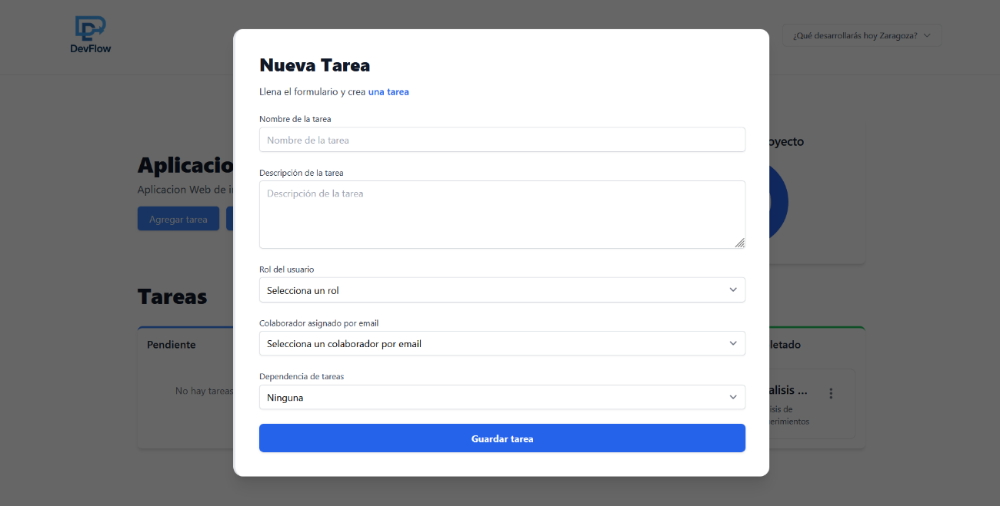 DevFlow
¿Qué desarrollarás hoy Zaragoza?
Nueva Tarea
Llena el formulario y crea una tarea
Nombre de la tarea
Nombre de la tarea
Descripción de la tarea
Descripción de la tarea
Rol del usuario
Selecciona un rol
Colaborador asignado por email
Selecciona un colaborador por email
Dependencia de tareas
Ninguna
Guardar tarea
Aplicacio
Aplicacion Web de i
Agregar tarea
oyecto
Tareas
Pendiente
No hay tareas
letado
alisis ...
isis de
erimientos